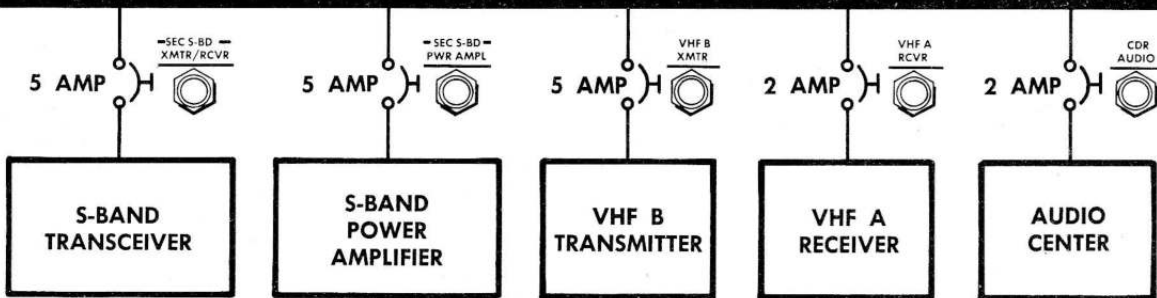 SEC S-BD
XMTR/RCVR
5 AMP
SEC S-BD
PWR AMPL
5 AMP
VHF B
XMTR
5 AMP
VHF A
RCVR
2 AMP
CDR
AUDIO
2 AMP
S-BAND
TRANSCEIVER
S-BAND
POWER
AMPLIFIER
VHF B
TRANSMITTER
VHF A
RECEIVER
AUDIO
CENTER